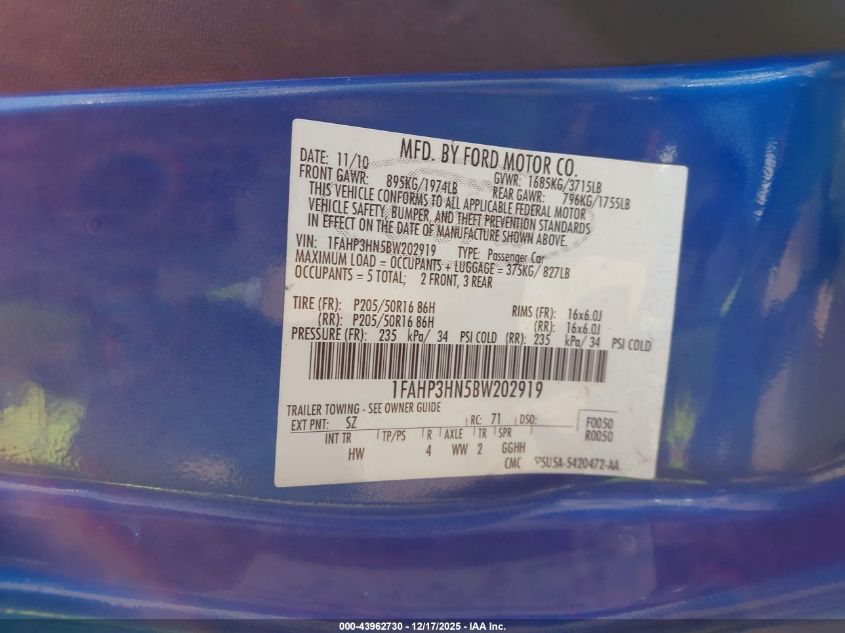 MFD. BY FORD MOTOR CO.
DATE: 11/10 GVWR: 1685KG/3715LB
FRONT GAWR: 895KG/1974LB REAR GAWR: 796KG/1755LB
THIS VEHICLE CONFORMS TO ALL APPLICABLE FEDERAL MOTOR
VEHICLE SAFETY, BUMPER, AND THEFT PREVENTION STANDARDS
IN EFFECT ON THE DATE OF MANUFACTURE SHOWN ABOVE.
VIN: 1FAHP3HN5BW202919 TYPE: Passenger Car
MAXIMUM LOAD = OCCUPANTS + LUGGAGE = 375KG/ 827LB
OCCUPANTS = 5 TOTAL; 2 FRONT, 3 REAR
TIRE (FR): P205/50R16 86H RIMS (FR): 16x6.0J
(RR): P205/50R16 86H (RR): 16x6.0J
PRESSURE (FR): 235 kPa/ 34 PSI COLD (RR): 235 kPa/ 34 PSI COLD
1FAHP3HN5BW202919
TRAILER TOWING - SEE OWNER GUIDE
EXT PNT: SZ RC: 71 DSO: F0050
R0050
INT TR TP/PS R AXLE TR SPR
HW 4 WW 2 GGHH
CMC 5U5A-5420472-AA
000-43962730 - 12/17/2025 - IAA Inc.